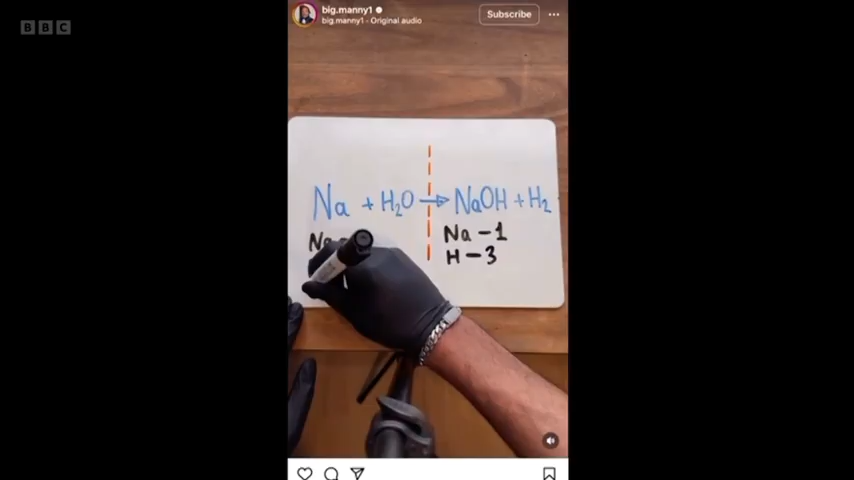 BBC
big.manny1
big.manny1 · Original audio
Subscribe
Na + H₂O → NaOH + H₂
Na - 1
H - 3